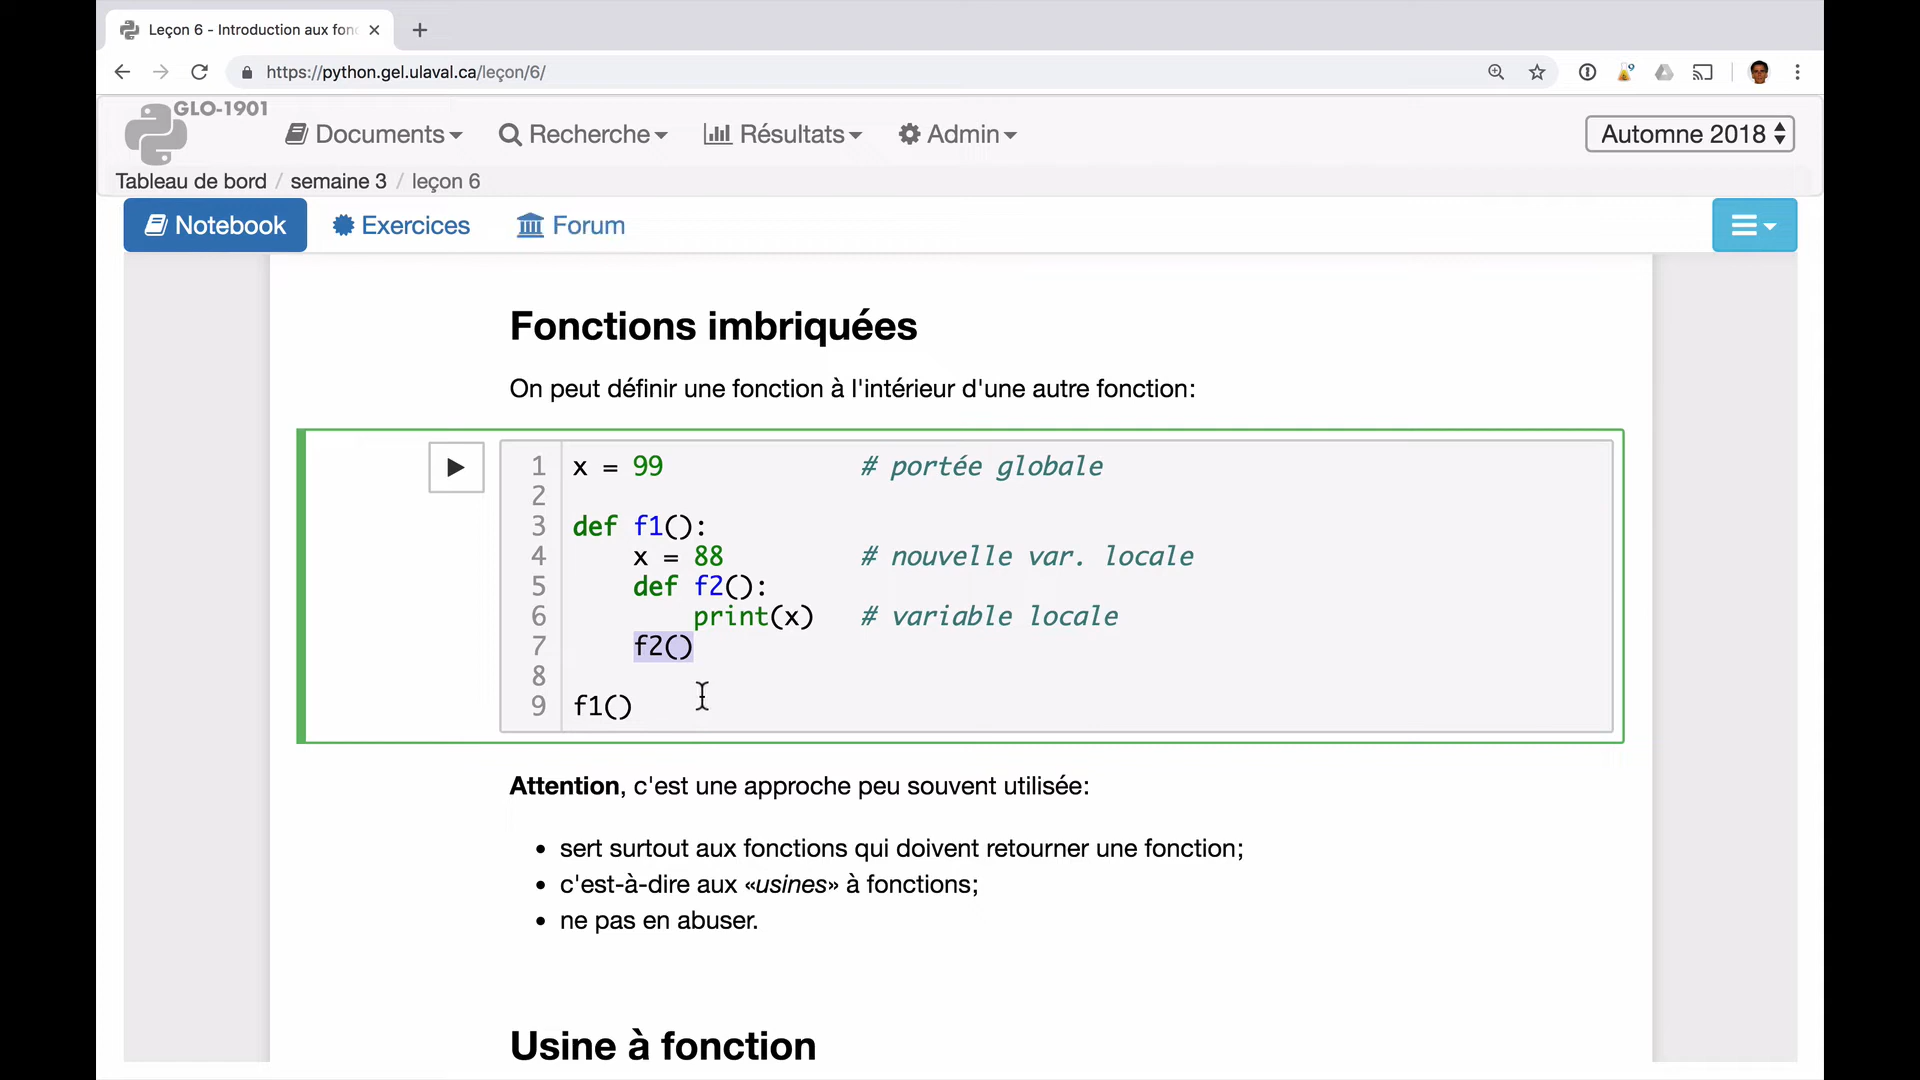 Leçon 6 - Introduction aux fon
https://python.gel.ulaval.ca/leçon/6/
GLO-1901
Documents
Recherche
Résultats
Admin
Automne 2018
Tableau de bord / semaine 3 / leçon 6
Notebook
Exercices
Forum
Fonctions imbriquées
On peut définir une fonction à l'intérieur d'une autre fonction:
1 x = 99 # portée globale
2
3 def f1():
4 x = 88 # nouvelle var. locale
5 def f2():
6 print(x) # variable locale
7 f2()
8
9 f1()
Attention, c'est une approche peu souvent utilisée:
• sert surtout aux fonctions qui doivent retourner une fonction;
• c'est-à-dire aux «usines» à fonctions;
• ne pas en abuser.
Usine à fonction